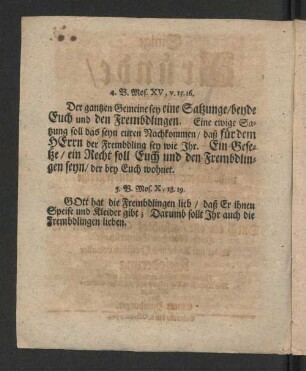 4. B. Mos. XV, v. 15. 16.
Der gantzen Gemeine sey eine Satzunge / beyde
Euch und den Frembdlingen. Eine ewige Sa-
tzung soll das seyn euren Nachkommen / daß für dem
HErrn der Frembdling sey wie Ihr. Ein Gese-
tze / ein Recht soll Euch und den Frembdlin-
gen seyn / der bey Euch wohnet.
5. B. Mos. X, 18. 19.
GOtt hat die Frembdlingen lieb / daß Er ihnen
Speise und Kleider gibt; Darumb sollt Ihr auch die
Frembdlingen lieben.